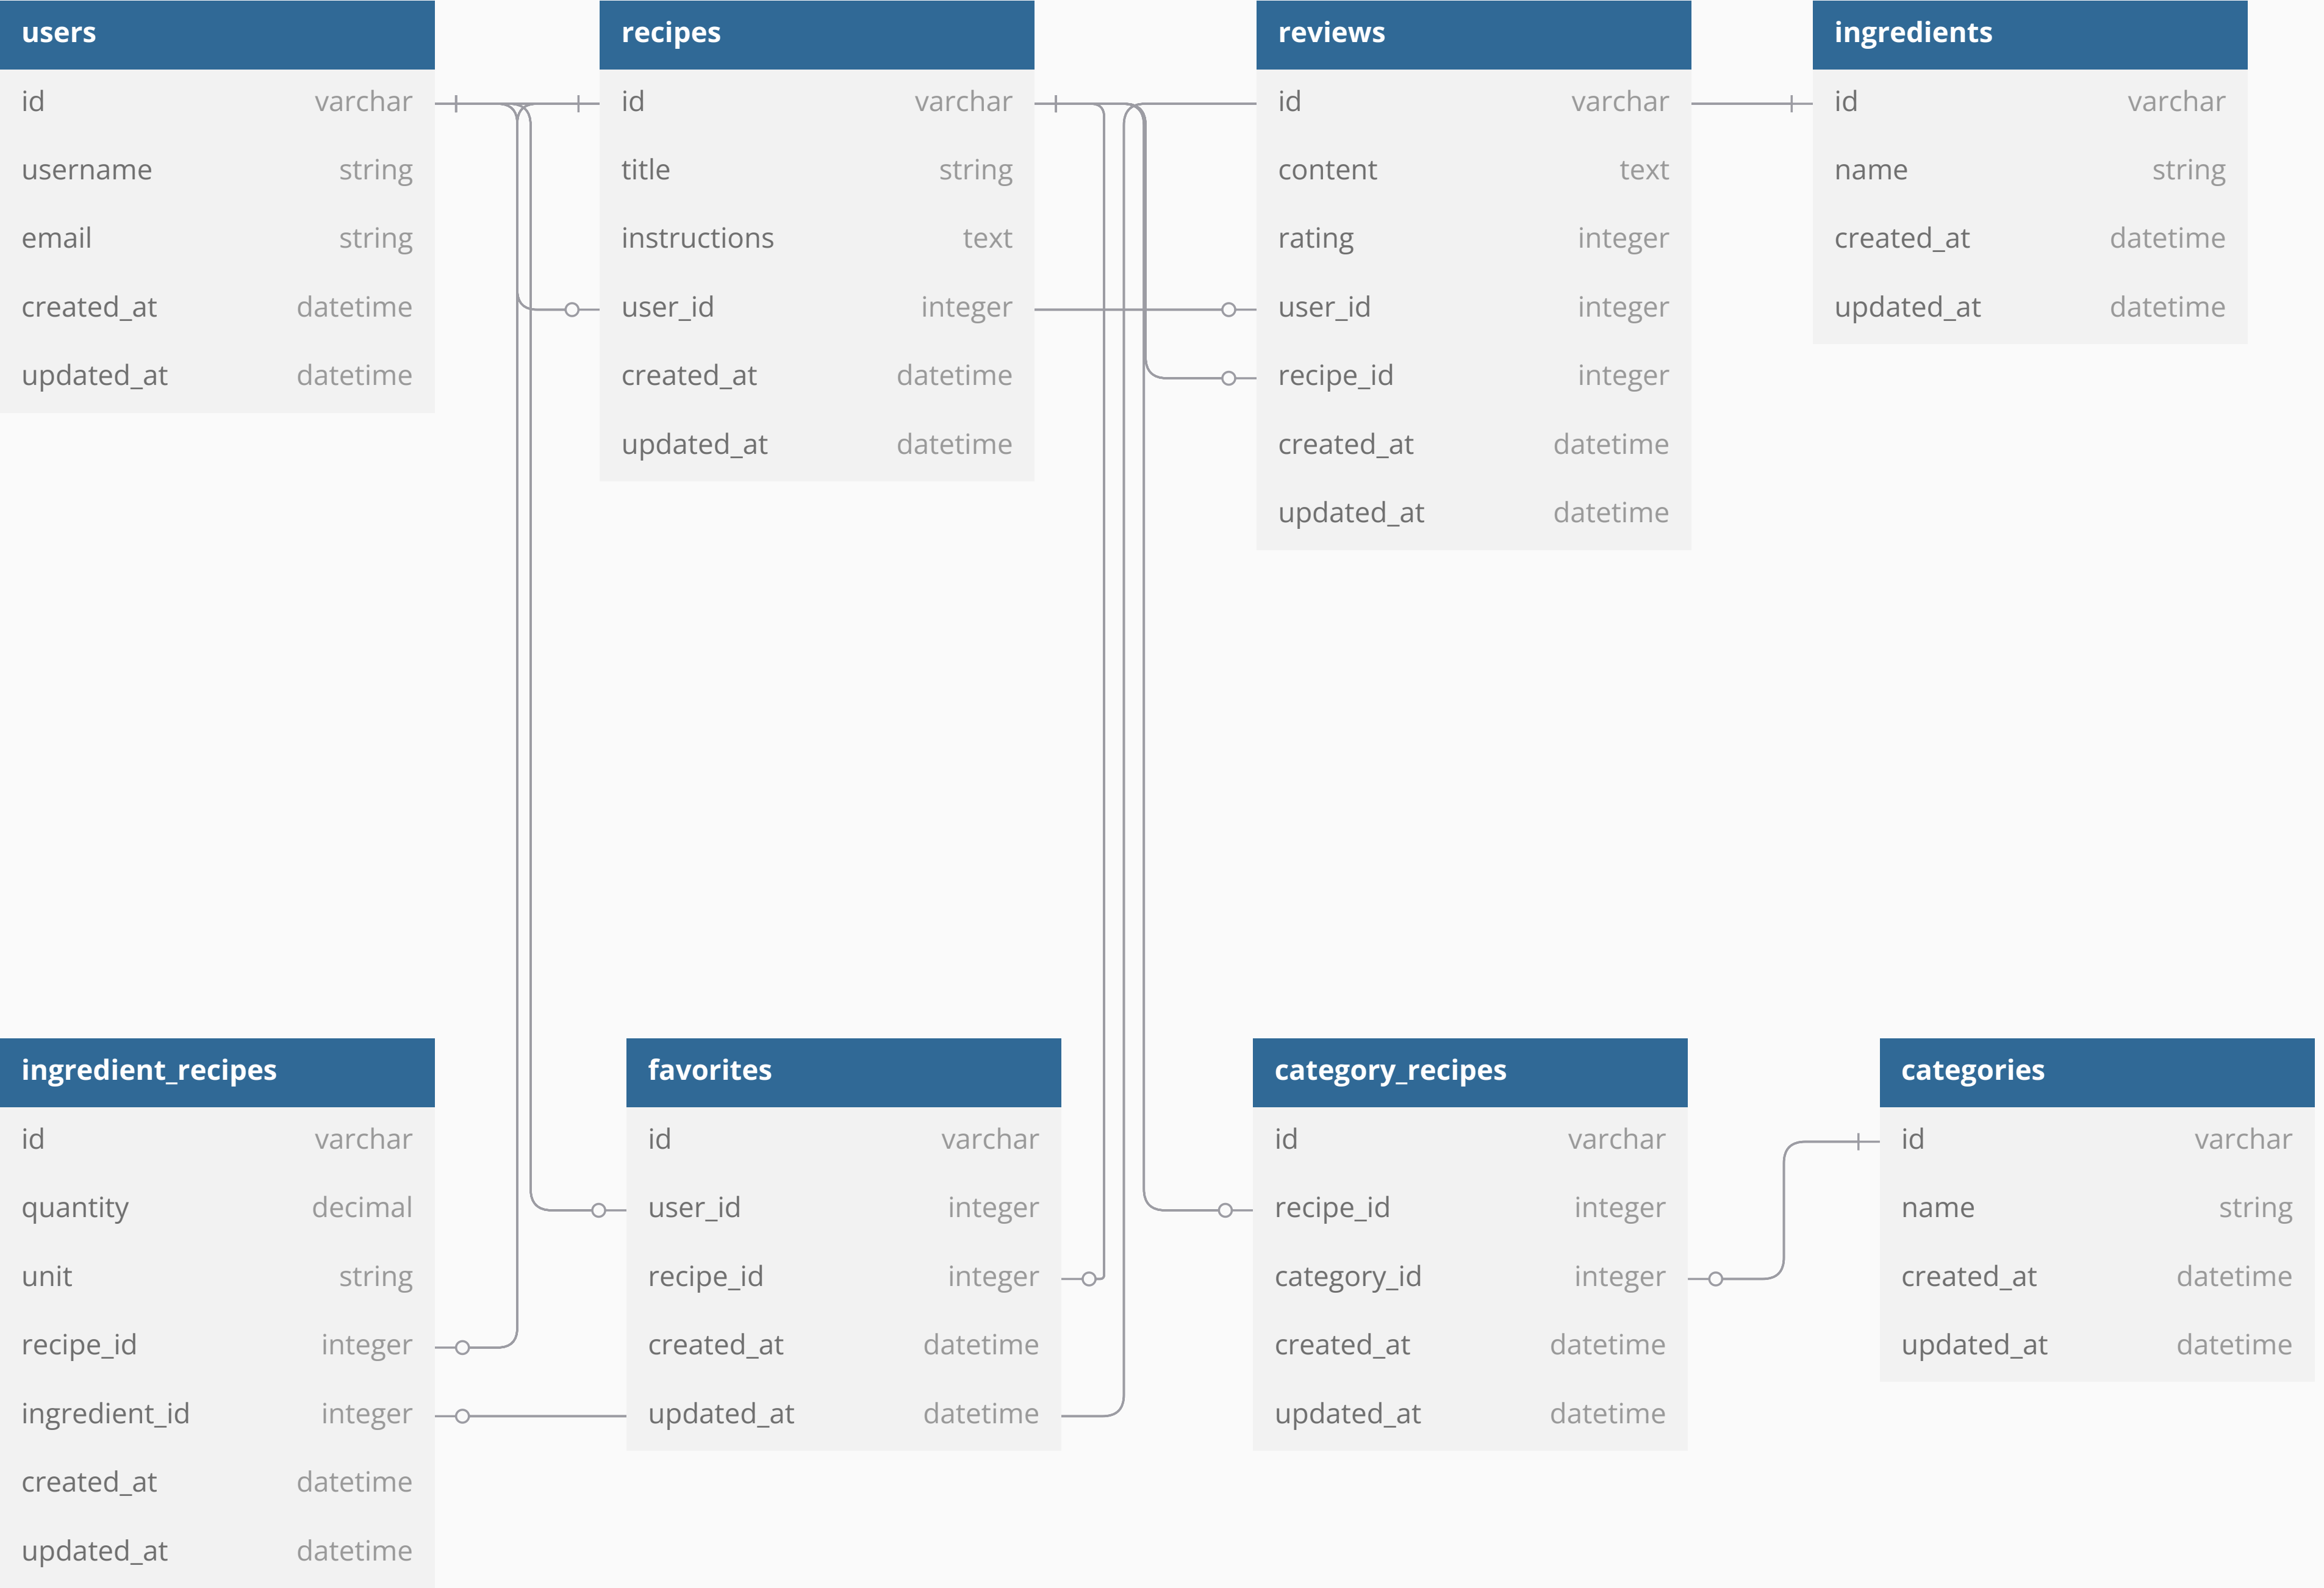 users
id varchar
username string
email string
created_at datetime
updated_at datetime
recipes
id varchar
title string
instructions text
user_id integer
created_at datetime
updated_at datetime
reviews
id varchar
content text
rating integer
user_id integer
recipe_id integer
created_at datetime
updated_at datetime
ingredients
id varchar
name string
created_at datetime
updated_at datetime
ingredient_recipes
id varchar
quantity decimal
unit string
recipe_id integer
ingredient_id integer
created_at datetime
updated_at datetime
favorites
id varchar
user_id integer
recipe_id integer
created_at datetime
updated_at datetime
category_recipes
id varchar
recipe_id integer
category_id integer
created_at datetime
updated_at datetime
categories
id varchar
name string
created_at datetime
updated_at datetime